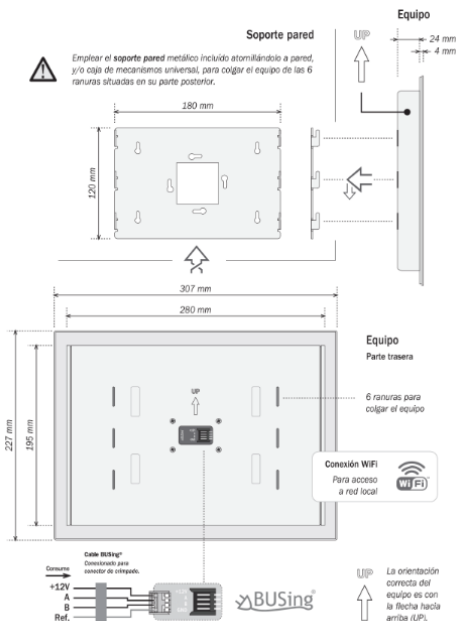 Equipo
Soporte pared
UP
24 mm
4 mm
Emplear el soporte pared metálico incluido atornillándolo a pared,
y/o caja de mecanismos universal, para colgar el equipo de las 6
ranuras situadas en su parte posterior.
180 mm
120 mm
307 mm
280 mm
Equipo
Parte trasera
UP
6 ranuras para
colgar el equipo
227 mm
195 mm
Conexión WiFi
Para acceso
a red local
WiFi
Cable BUSing®
Conexionado para
conector de crimpado.
Consumo
+12V
A
B
Ref.
BUSing®
UP
La orientación
correcta del
equipo es con
la flecha hacia
arriba (UP).